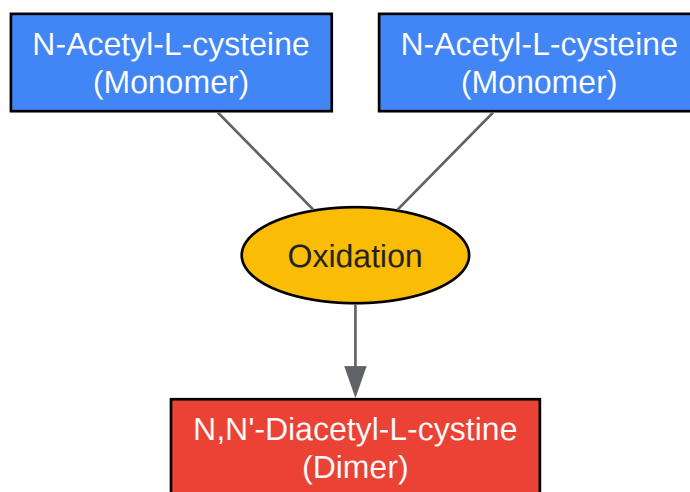 N-Acetyl-L-cysteine
(Monomer)
N-Acetyl-L-cysteine
(Monomer)
Oxidation
N,N'-Diacetyl-L-cystine
(Dimer)